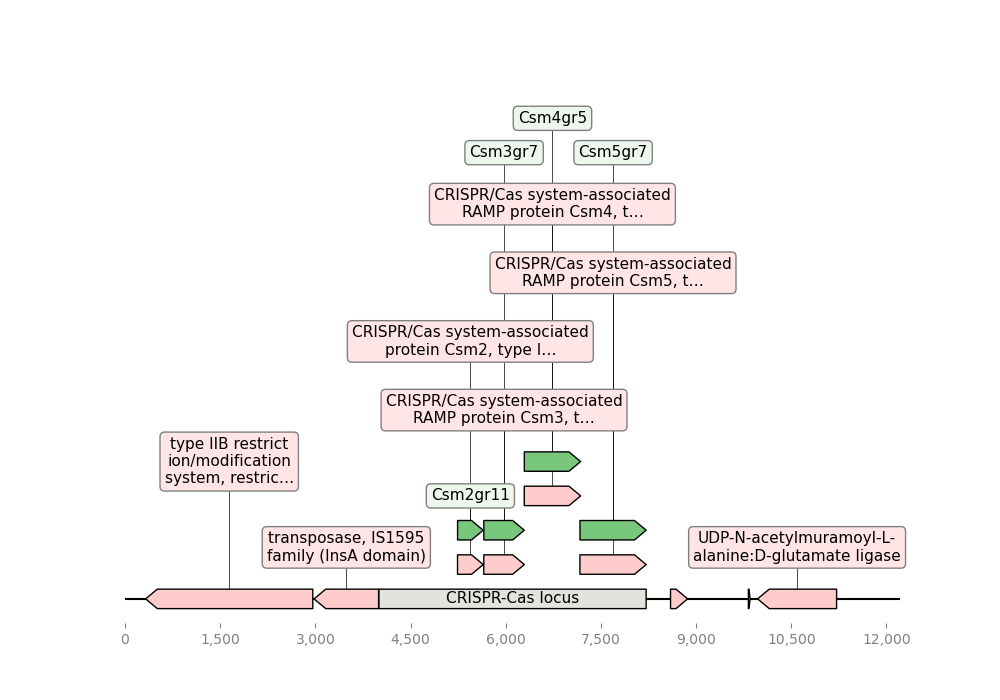 Csm4gr5
Csm3gr7
Csm5gr7
CRISPR/Cas system-associated
RAMP protein Csm4, t...
CRISPR/Cas system-associated
RAMP protein Csm5, t...
CRISPR/Cas system-associated
protein Csm2, type I...
CRISPR/Cas system-associated
RAMP protein Csm3, t...
type IIB restrict
ion/modification
system, restric...
Csm2gr11
transposase, IS1595
family (InsA domain)
UDP-N-acetylmuramoyl-L-
alanine:D-glutamate ligase
CRISPR-Cas locus
0 1,500 3,000 4,500 6,000 7,500 9,000 10,500 12,000